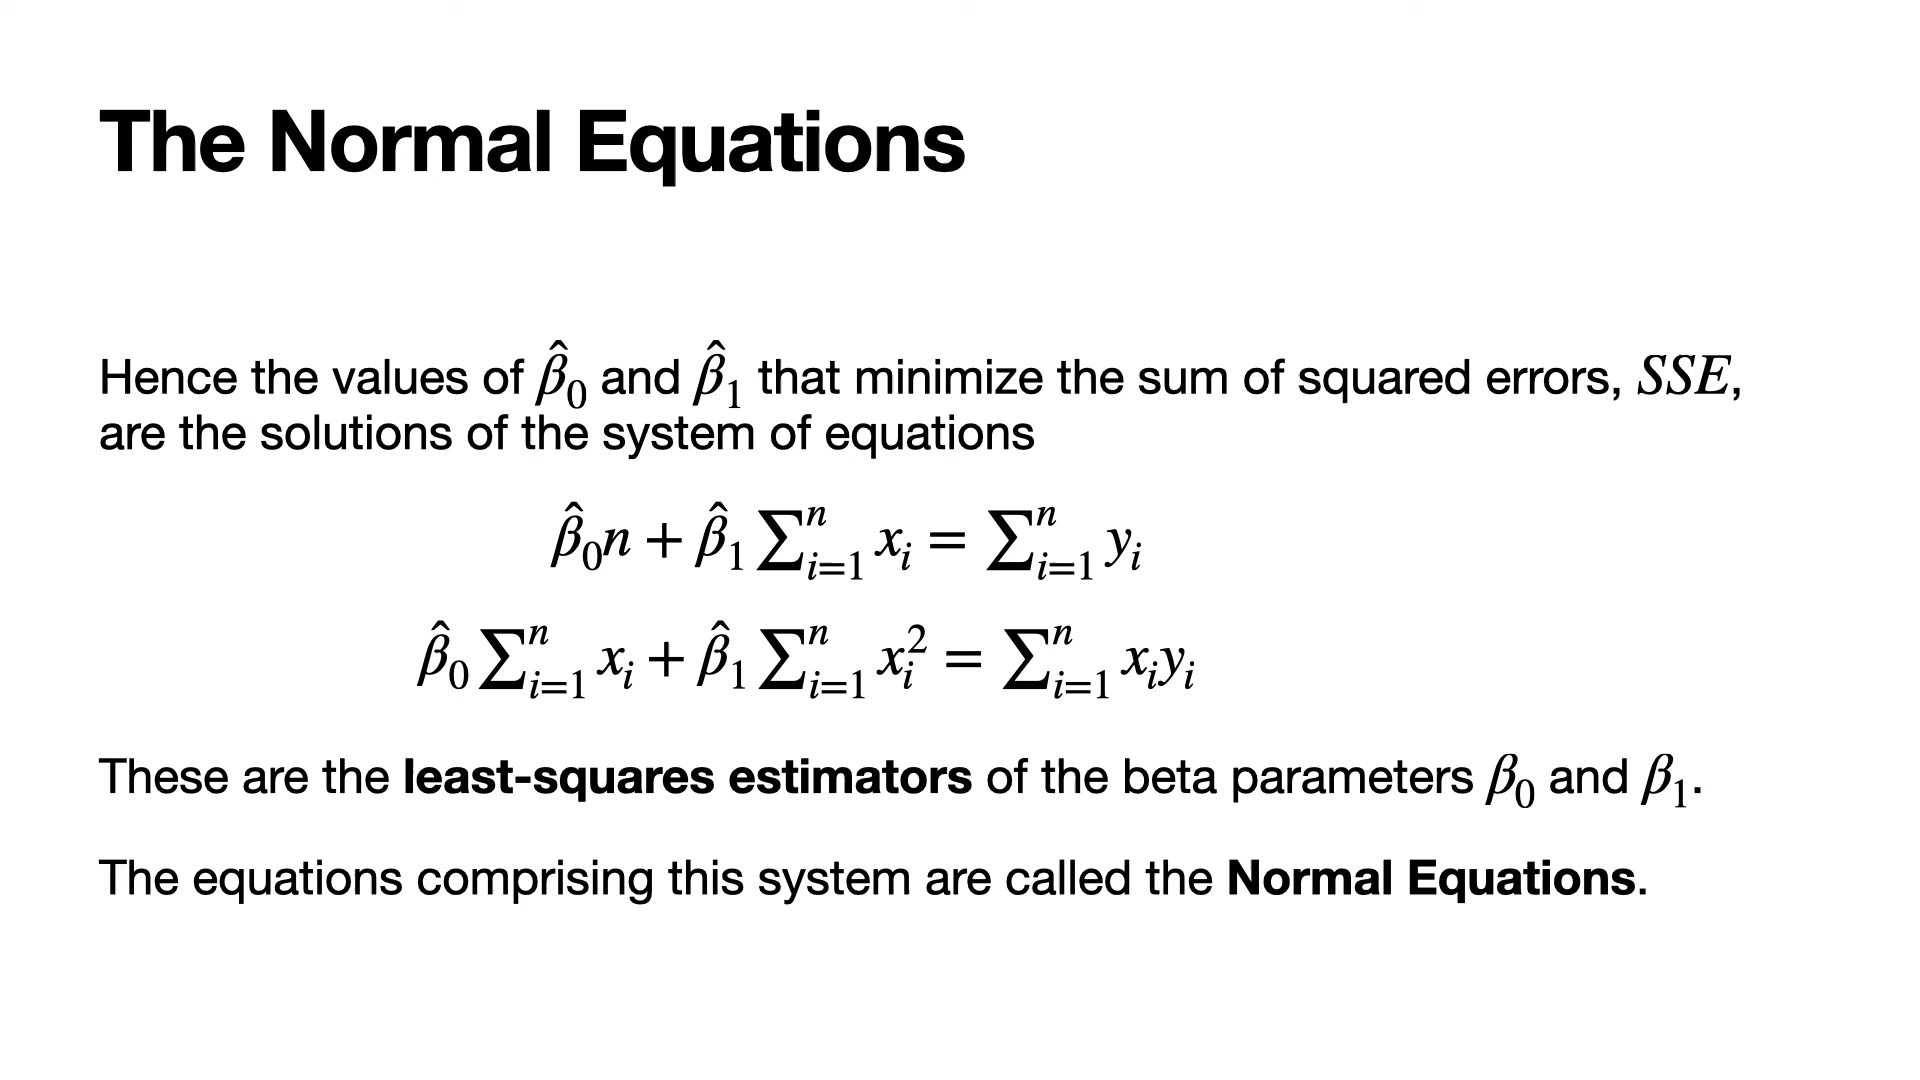 The Normal Equations
Hence the values of β̂₀ and β̂₁ that minimize the sum of squared errors, SSE,
are the solutions of the system of equations
β̂₀n + β̂₁ ∑ⁿᵢ₌₁ xᵢ = ∑ⁿᵢ₌₁ yᵢ
β̂₀ ∑ⁿᵢ₌₁ xᵢ + β̂₁ ∑ⁿᵢ₌₁ xᵢ² = ∑ⁿᵢ₌₁ xᵢyᵢ
These are the least-squares estimators of the beta parameters β₀ and β₁.
The equations comprising this system are called the Normal Equations.